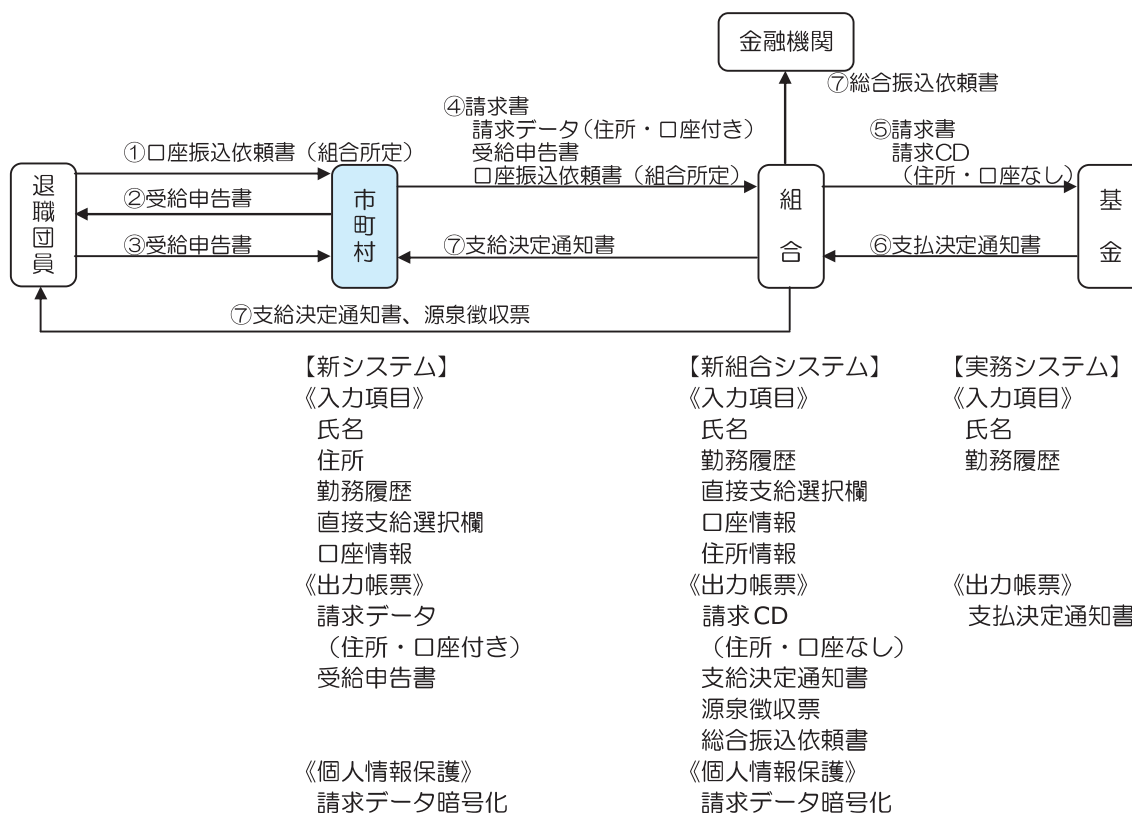 金融機関
⑦総合振込依頼書
④請求書
請求データ(住所・口座付き)
受給申告書
口座振込依頼書(組合所定)
⑤請求書
請求CD
(住所・口座なし)
①口座振込依頼書(組合所定)
②受給申告書
③受給申告書
退職団員
市町村
組合
基金
⑦支給決定通知書
⑥支払決定通知書
⑦支給決定通知書、源泉徴収票
【新システム】
《入力項目》
氏名
住所
勤務履歴
直接支給選択欄
口座情報
《出力帳票》
請求データ
(住所・口座付き)
受給申告書
《個人情報保護》
請求データ暗号化
【新組合システム】
《入力項目》
氏名
勤務履歴
直接支給選択欄
口座情報
住所情報
《出力帳票》
請求CD
(住所・口座なし)
支給決定通知書
源泉徴収票
総合振込依頼書
《個人情報保護》
請求データ暗号化
【実務システム】
《入力項目》
氏名
勤務履歴
《出力帳票》
支払決定通知書